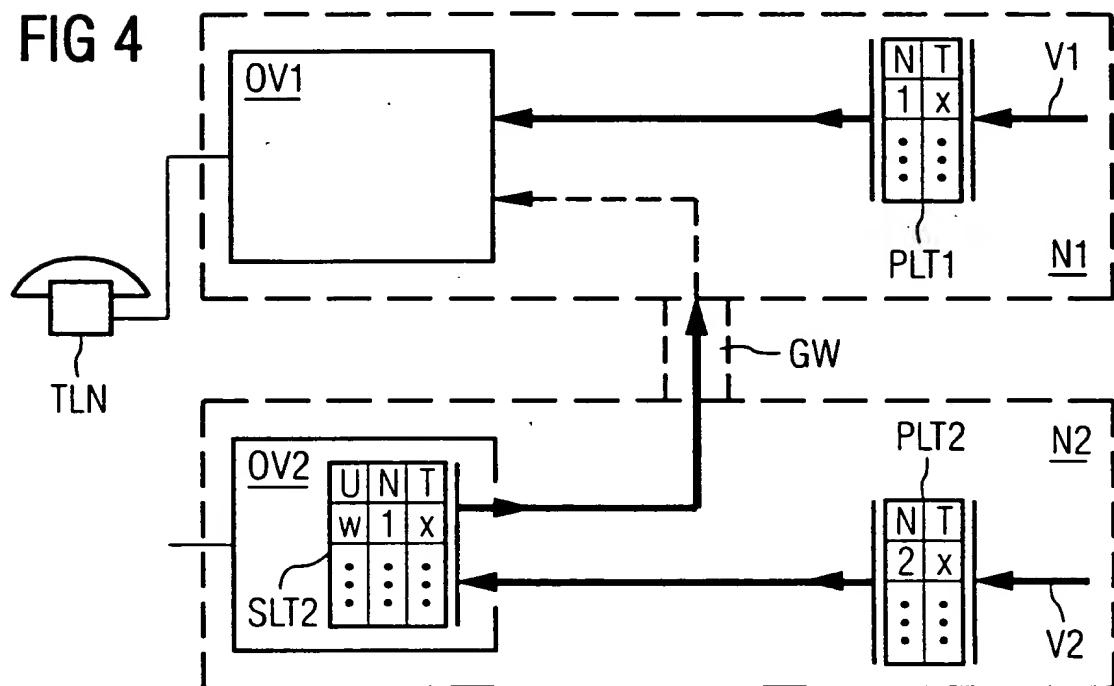 FIG 4
OV1
N T
1 x
V1
PLT1
N1
TLN
GW
OV2
U N T
w 1 x
SLT2
PLT2
N2
N T
2 x
V2